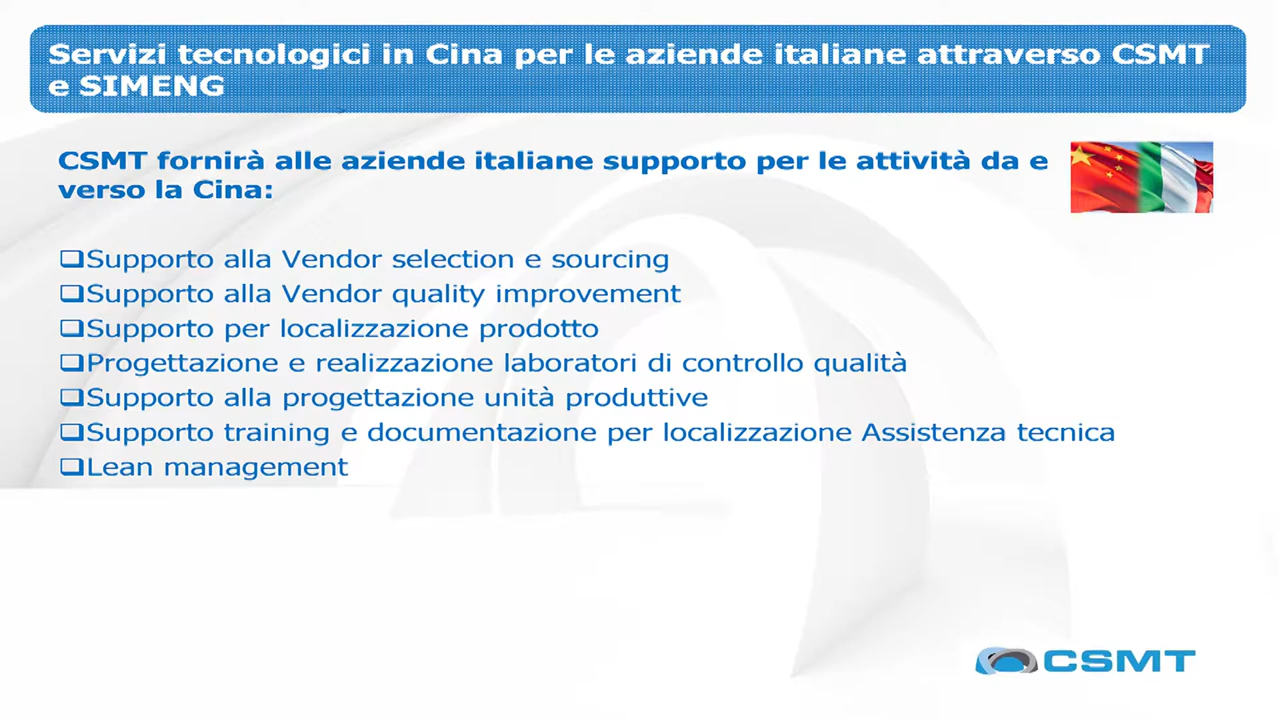 Servizi tecnologici in Cina per le aziende italiane attraverso CSMT
e SIMENG
CSMT fornirà alle aziende italiane supporto per le attività da e
verso la Cina:
❑Supporto alla Vendor selection e sourcing
❑Supporto alla Vendor quality improvement
❑Supporto per localizzazione prodotto
❑Progettazione e realizzazione laboratori di controllo qualità
❑Supporto alla progettazione unità produttive
❑Supporto training e documentazione per localizzazione Assistenza tecnica
❑Lean management
CSMT